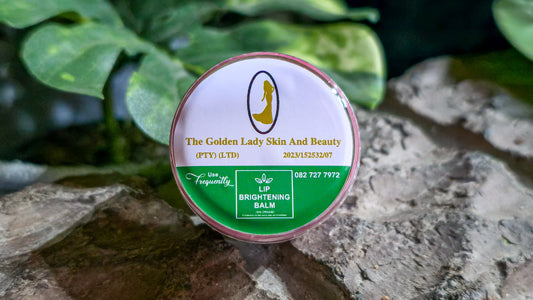 The Golden Lady Skin And Beauty
(PTY) (LTD) 2023/152532/07
Use
Frequently
082 727 7972
LIP
BRIGHTENING
BALM